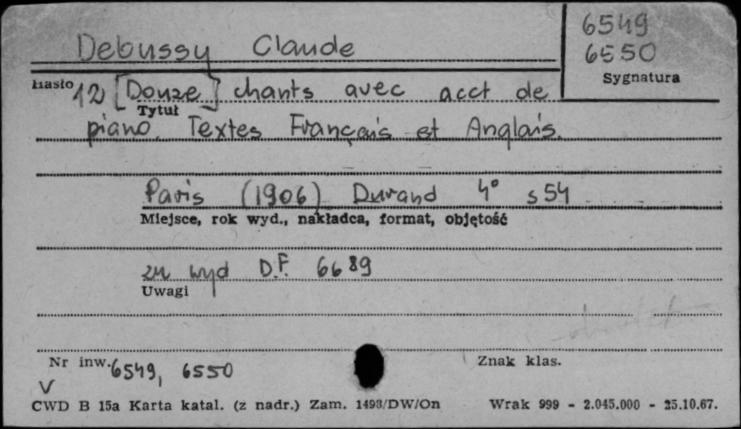 Debussy Claude
6549
6550
Sygnatura
Hasło
12 [Douze] chants avec acct de
Tytuł
piano. Textes Français et Anglais.
Paris (1906) Durand 4° s 54
Miejsce, rok wyd., nakładca, format, objętość
zn wyd D.F. 6689
Uwagi
Nr inw. 6549, 6550
Znak klas.
V
CWD B 15a Karta katal. (z nadr.) Zam. 1493/DW/On Wrak 999 - 2.045.000 - 25.10.67.